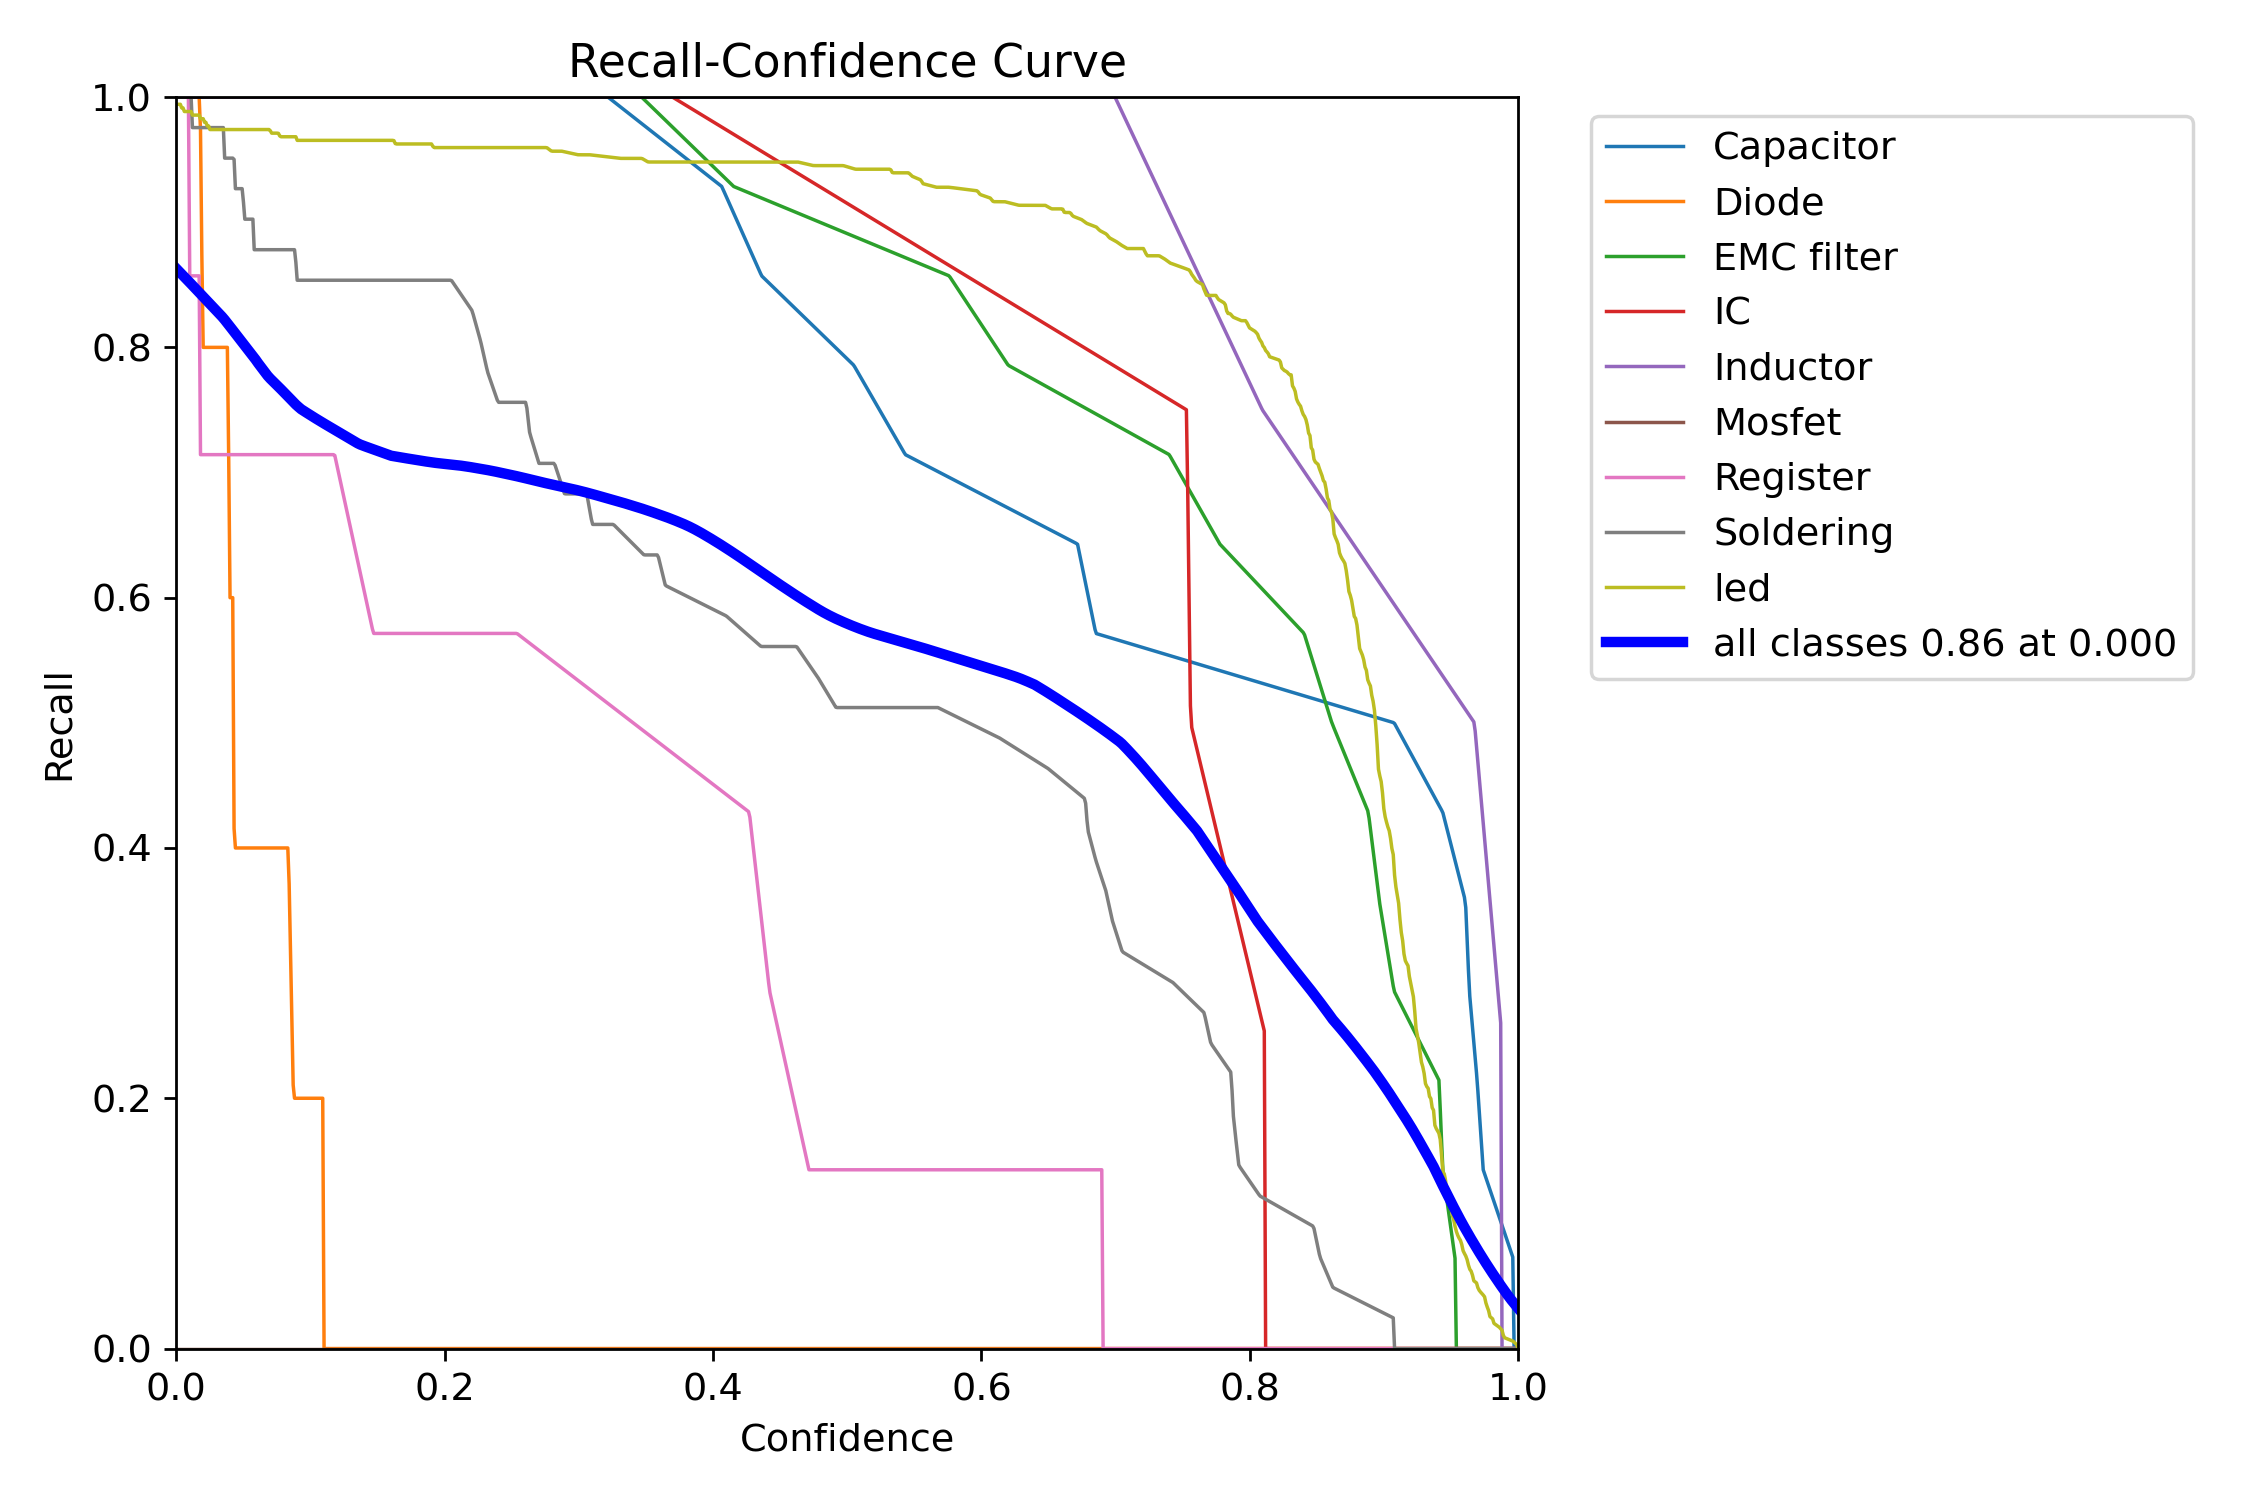 Recall-Confidence Curve
1.0
0.8
0.6
0.4
0.2
0.0
Recall
0.0 0.2 0.4 0.6 0.8 1.0
Confidence
Capacitor
Diode
EMC filter
IC
Inductor
Mosfet
Register
Soldering
led
all classes 0.86 at 0.000